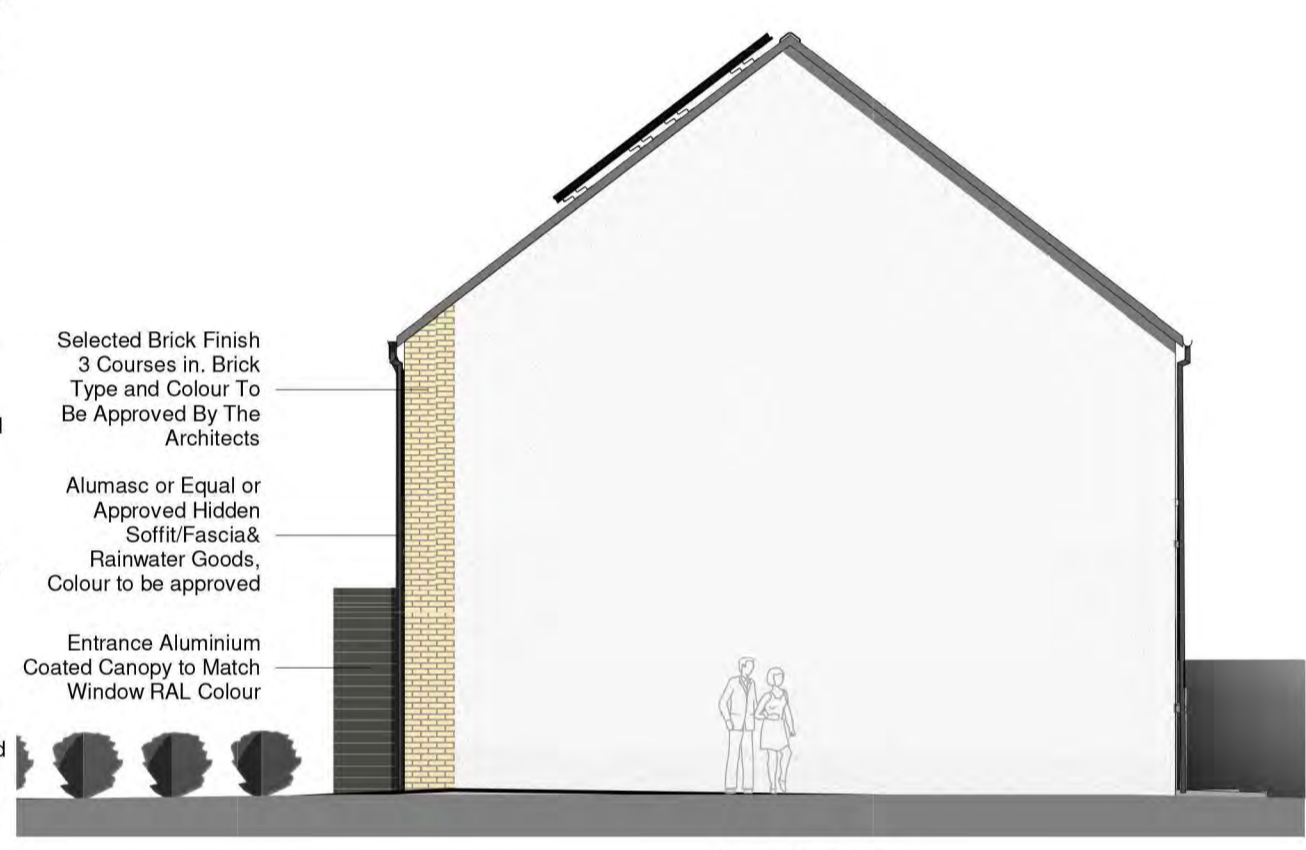 Selected Brick Finish
3 Courses in. Brick
Type and Colour To
Be Approved By The
Architects
Alumasc or Equal or
Approved Hidden
Soffit/Fascia&
Rainwater Goods,
Colour to be approved
Entrance Aluminium
Coated Canopy to Match
Window RAL Colour